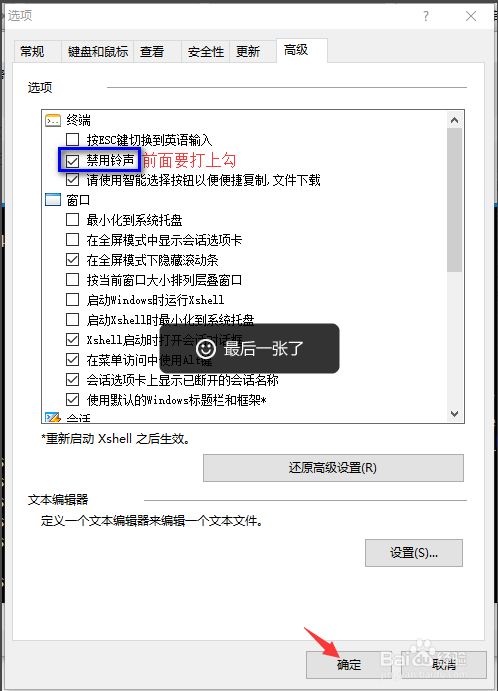 选项
常规 键盘和鼠标 查看 安全性 更新 高级
选项
终端
按ESC键切换到英语输入
禁用铃声 前面要打上勾
请使用智能选择按钮以便便捷复制,文件下载
窗口
最小化到系统托盘
在全屏模式中显示会话选项卡
在全屏模式下隐藏滚动条
按当前窗口大小排列层叠窗口
启动Windows时运行Xshell
启动Xshell时最小化到系统托盘
Xshell启动时打开会话对话框
最后一张了
在菜单访问中使用Alt键
会话选项卡上显示已断开的会话名称
使用默认的Windows标题栏和框架*
会话
*重新启动 Xshell 之后生效。
还原高级设置(R)
文本编辑器
定义一个文本编辑器来编辑一个文本文件。
设置(S)...
确定 取消
Baidu 经验